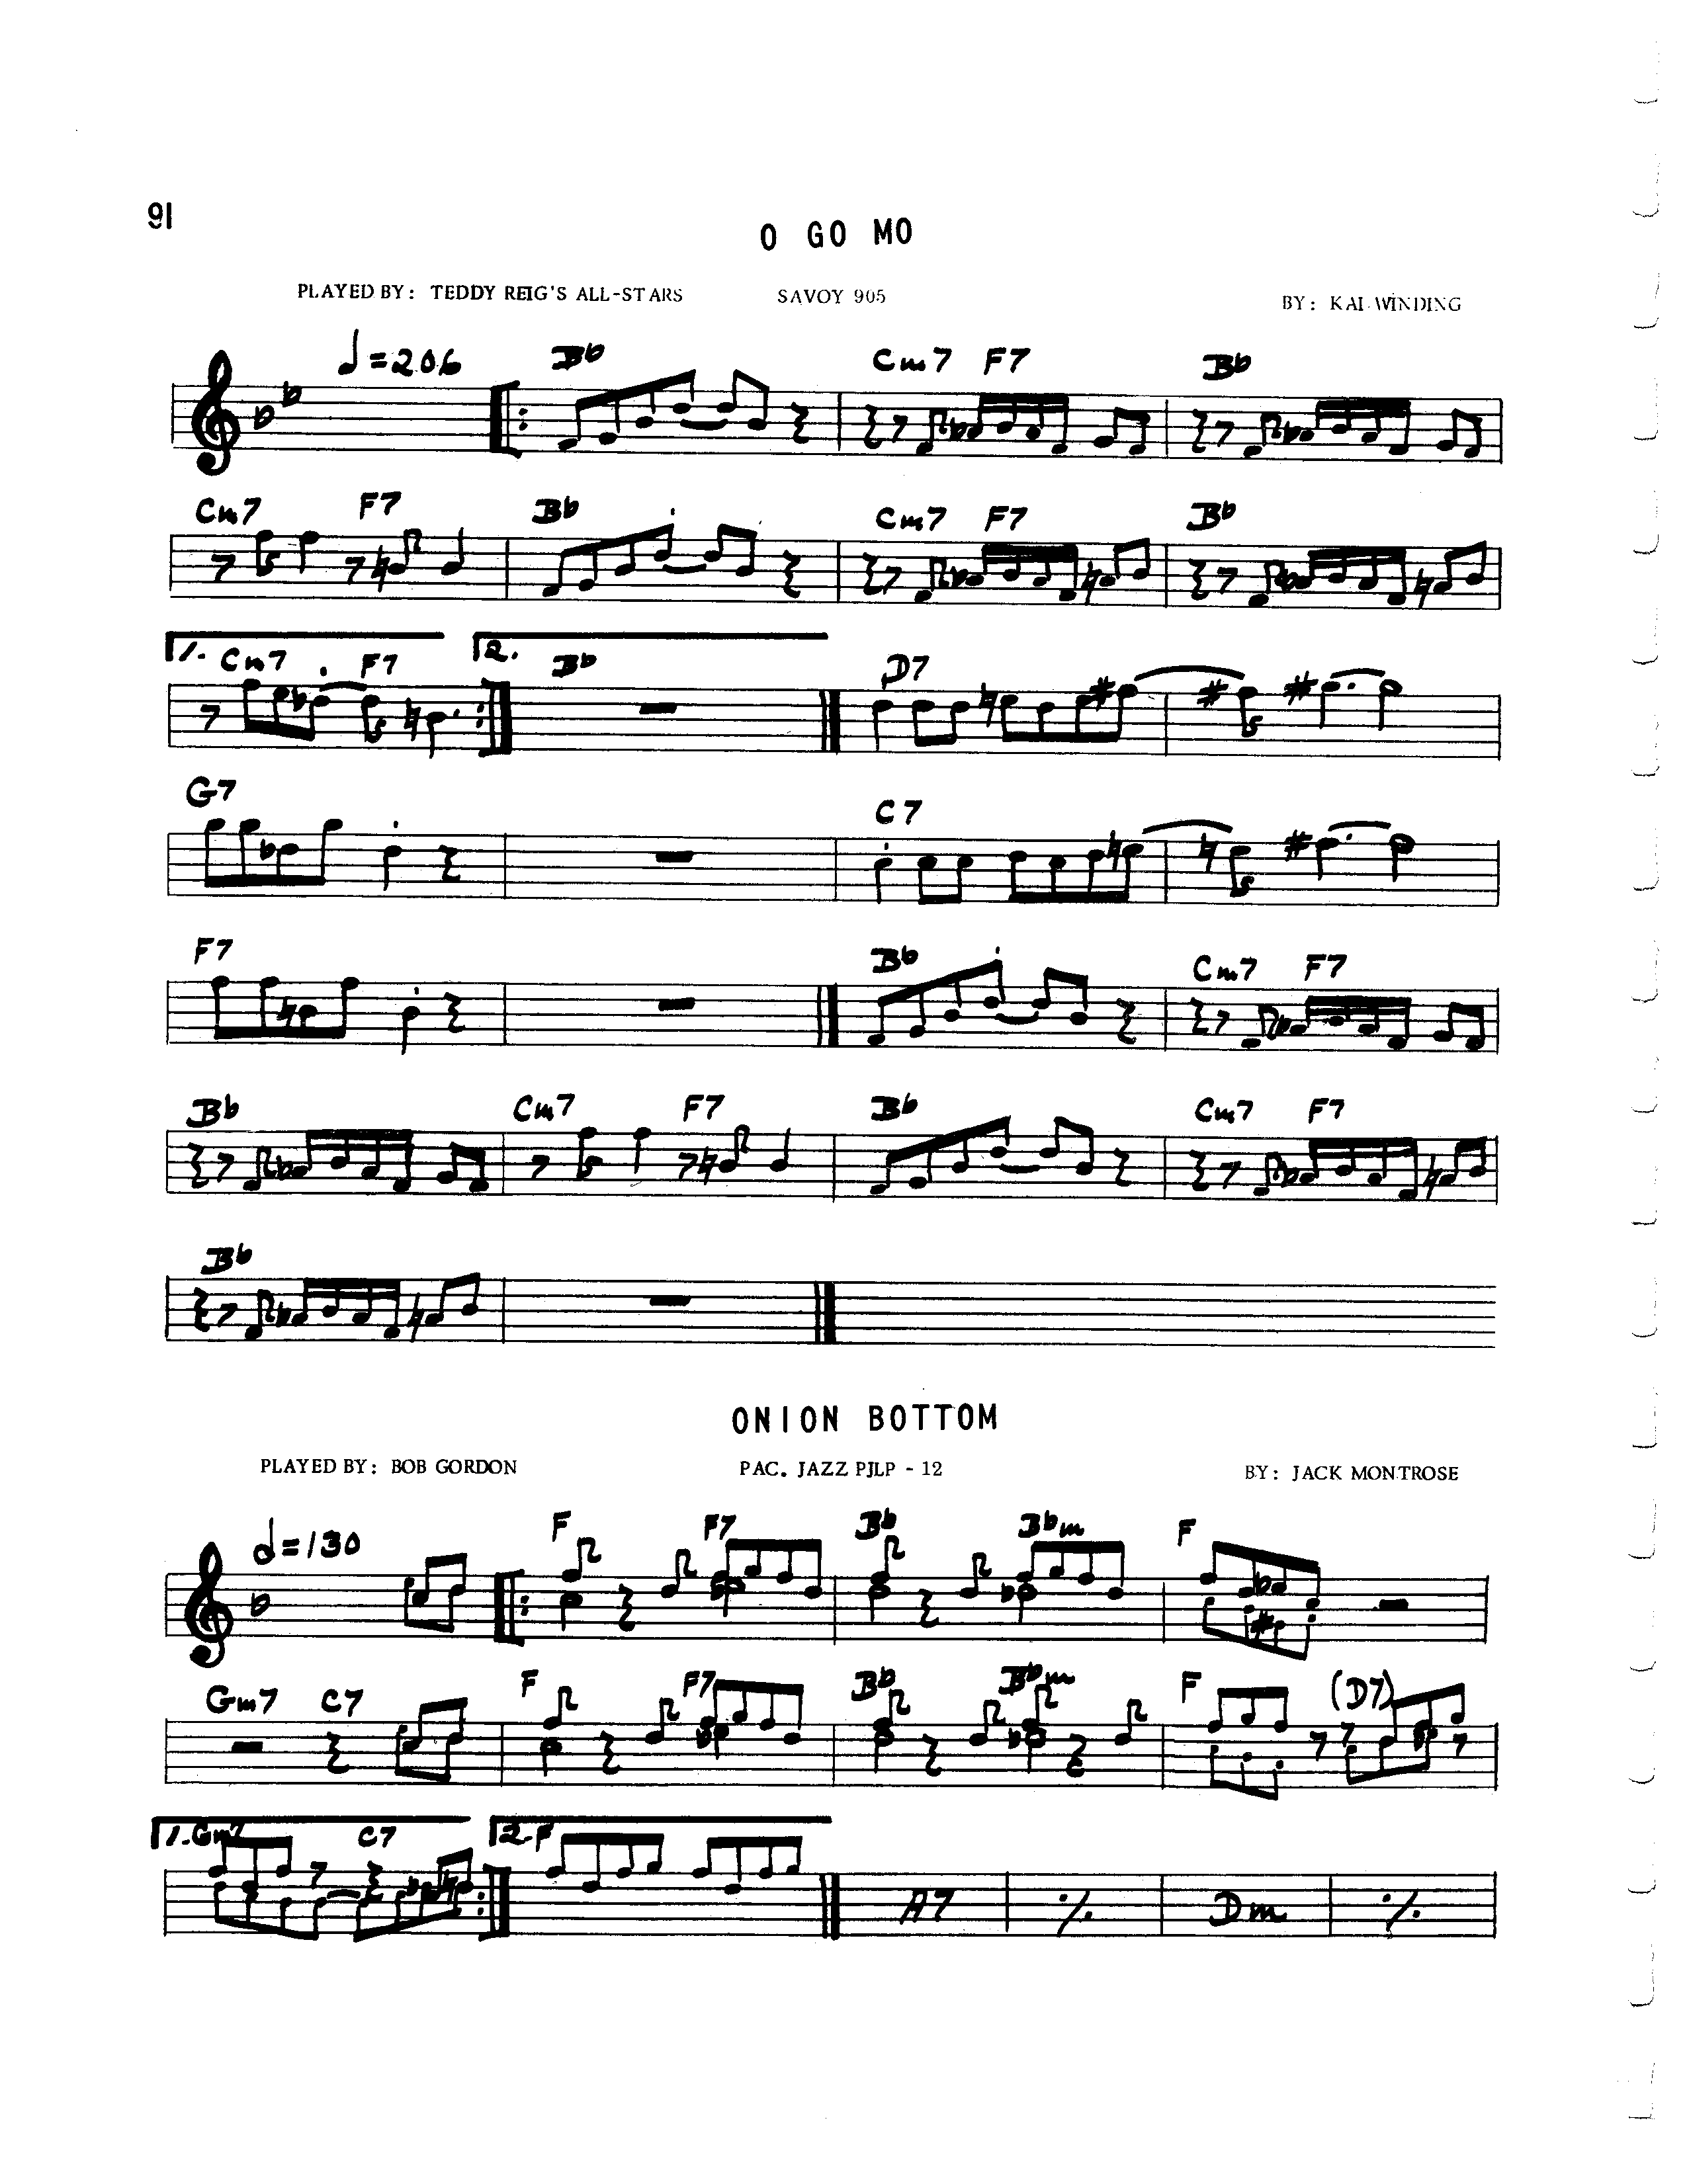 91
O GO MO
PLAYED BY: TEDDY REIG'S ALL-STARS SAVOY 905 BY: KAI WINDING
=206 Bb Cm7 F7 Bb
Cm7 F7 Bb Cm7 F7 Bb
1. Cm7 F7 2. Bb D7
G7 C7
F7 Bb Cm7 F7
Bb Cm7 F7 Bb Cm7 F7
Bb
ONION BOTTOM
PLAYED BY: BOB GORDON PAC. JAZZ PJLP - 12 BY: JACK MONTROSE
=130 F F7 Bb Bbm F
Gm7 C7 F F7 Bb Bbm F (D7)
1. Gm7 C7 2. F A7 Dm